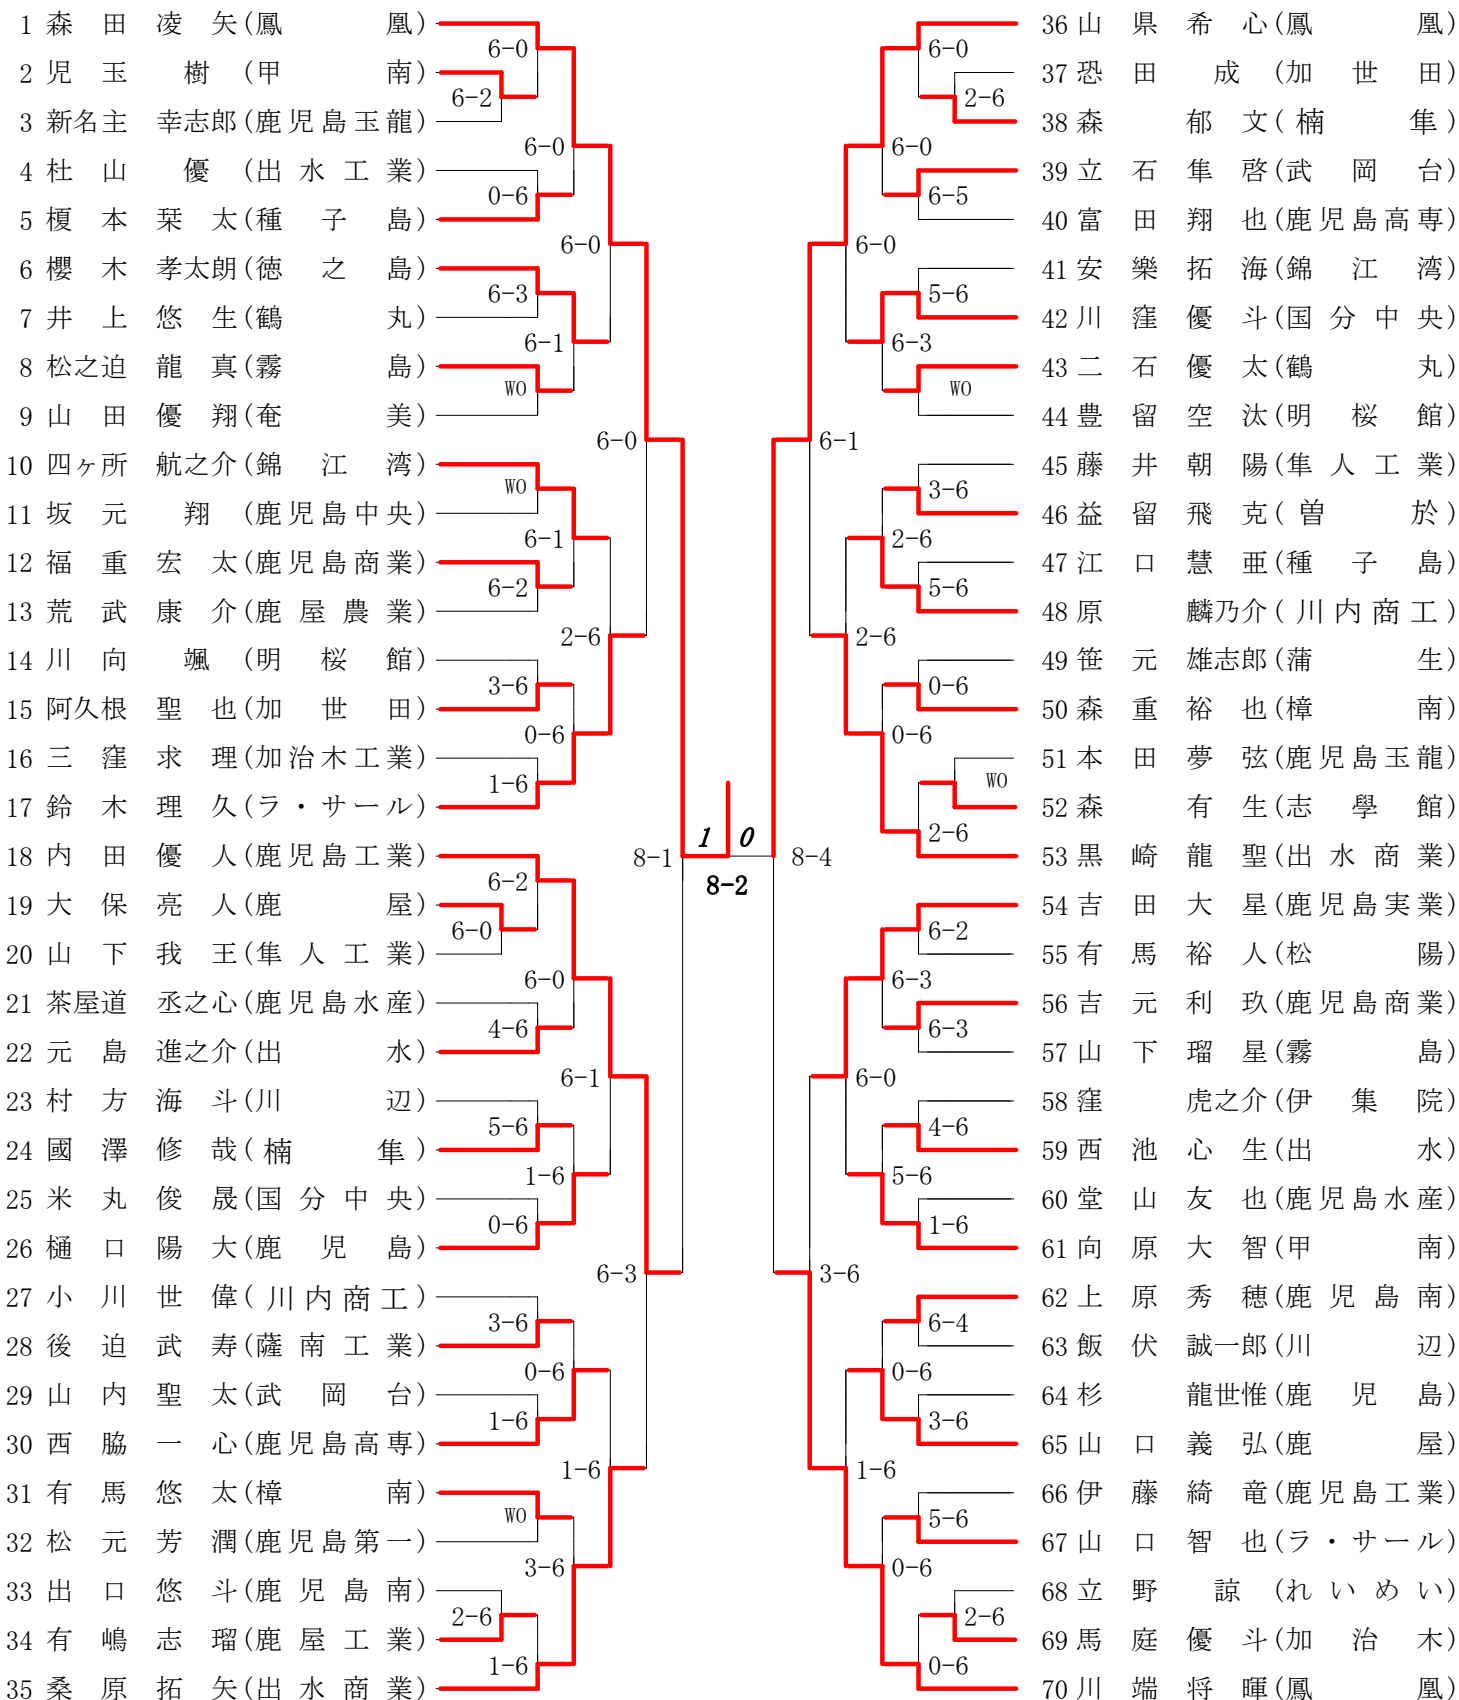 1 森田 凌矢 (鳳凰)
2 児玉 樹 (甲南)
3 新名主 幸志郎 (鹿児島玉龍)
4 杜山 優 (出水工業)
5 榎本 栞太 (種子島)
6 櫻木 孝太朗 (徳之島)
7 井上 悠生 (鶴丸)
8 松之迫 龍真 (霧島)
9 山田 優翔 (奄美)
10 四ヶ所 航之介 (錦江湾)
11 坂元 翔 (鹿児島中央)
12 福重 宏太 (鹿児島商業)
13 荒武 康介 (鹿屋農業)
14 川向 颯 (明桜館)
15 阿久根 聖也 (加世田)
16 三窪 求理 (加治木工業)
17 鈴木 理久 (ラ・サール)
18 内田 優人 (鹿児島工業)
19 大保 亮人 (鹿屋)
20 山下 我王 (隼人工業)
21 茶屋道 丞之心 (鹿児島水産)
22 元島 進之介 (出水)
23 村方 海斗 (川辺)
24 國澤 修哉 (楠隼)
25 米丸 俊晟 (国分中央)
26 樋口 陽大 (鹿児島)
27 小川 世偉 (川内商工)
28 後迫 武寿 (薩南工業)
29 山内 聖太 (武岡台)
30 西脇 一心 (鹿児島高専)
31 有馬 悠太 (樟南)
32 松元 芳潤 (鹿児島第一)
33 出口 悠斗 (鹿児島南)
34 有嶋 志瑠 (鹿屋工業)
35 桑原 拓矢 (出水商業)
6-0
6-2
6-0
0-6
6-0
6-3
6-1
WO
6-0
WO
6-1
6-2
2-6
3-6
0-6
1-6
8-1
6-2
6-0
6-0
4-6
6-1
5-6
1-6
0-6
6-3
3-6
0-6
1-6
1-6
WO
3-6
2-6
1-6
1 0
8-2
6-0
2-6
6-0
6-5
6-0
5-6
6-3
WO
6-1
3-6
2-6
5-6
2-6
0-6
0-6
WO
2-6
8-4
6-2
6-3
6-3
6-0
4-6
5-6
1-6
3-6
6-4
0-6
3-6
1-6
5-6
0-6
2-6
0-6
36 山県 希心 (鳳凰)
37 恐田 成 (加世田)
38 森 郁文 (楠隼)
39 立石 隼啓 (武岡台)
40 富田 翔也 (鹿児島高専)
41 安樂 拓海 (錦江湾)
42 川窪 優斗 (国分中央)
43 二石 優太 (鶴丸)
44 豊留 空汰 (明桜館)
45 藤井 朝陽 (隼人工業)
46 益留 飛克 (曽於)
47 江口 慧亜 (種子島)
48 原 麟乃介 (川内商工)
49 笹元 雄志郎 (蒲生)
50 森重 裕也 (樟南)
51 本田 夢弦 (鹿児島玉龍)
52 森 有生 (志學館)
53 黒崎 龍聖 (出水商業)
54 吉田 大星 (鹿児島実業)
55 有馬 裕人 (松陽)
56 吉元 利玖 (鹿児島商業)
57 山下 瑠星 (霧島)
58 窪 虎之介 (伊集院)
59 西池 心生 (出水)
60 堂山 友也 (鹿児島水産)
61 向原 大智 (甲南)
62 上原 秀穂 (鹿児島南)
63 飯伏 誠一郎 (川辺)
64 杉 龍世惟 (鹿児島)
65 山口 義弘 (鹿屋)
66 伊藤 綺竜 (鹿児島工業)
67 山口 智也 (ラ・サール)
68 立野 諒 (れいめい)
69 馬庭 優斗 (加治木)
70 川端 将暉 (鳳凰)